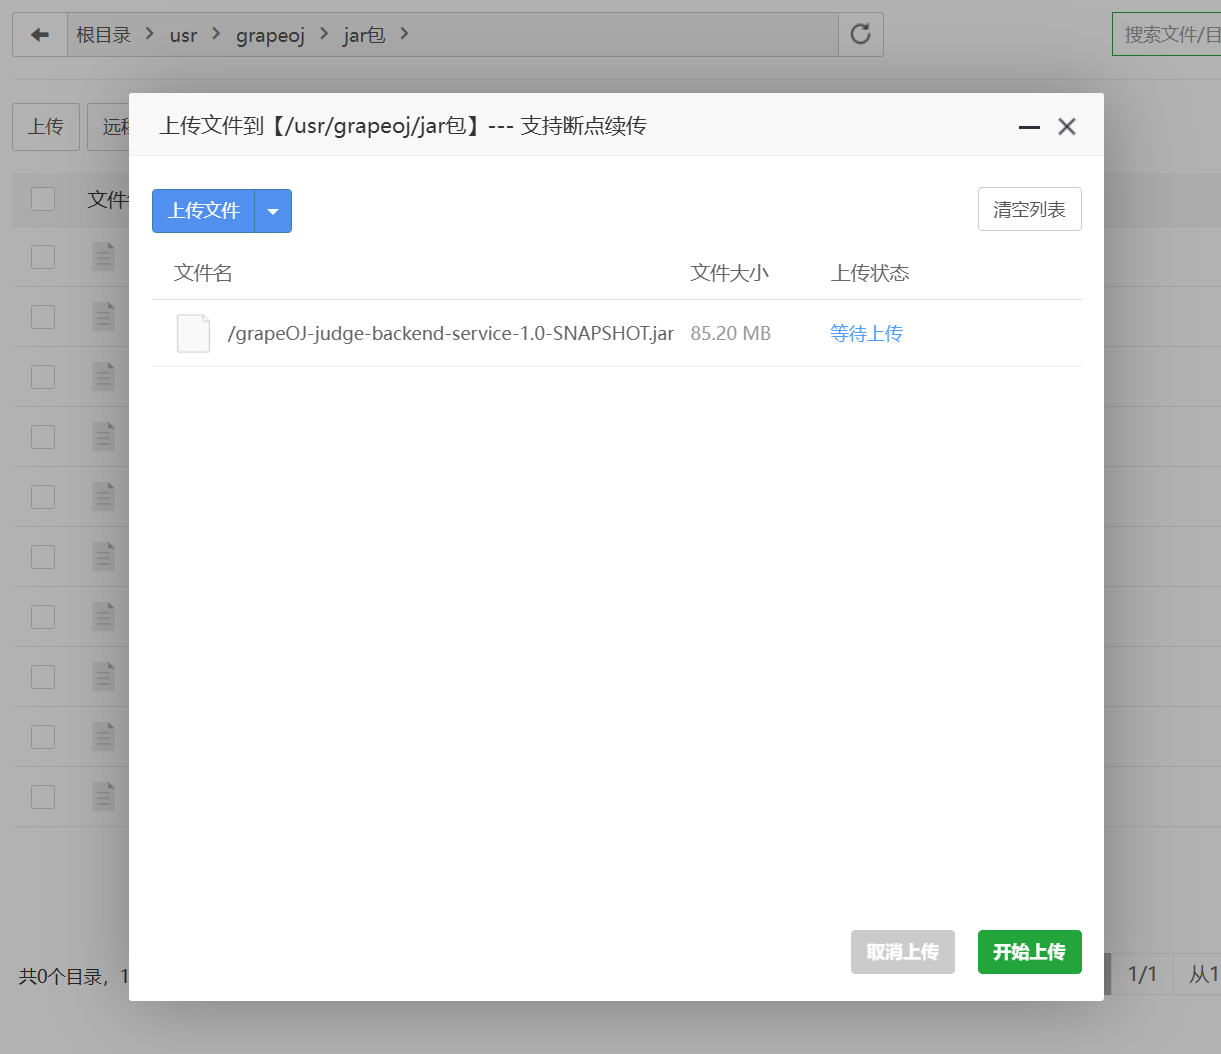 根目录 usr grapeoj jar包
搜索文件/目
上传
上传文件到【/usr/grapeoj/jar包】--- 支持断点续传
上传文件
清空列表
文件名 文件大小 上传状态
/grapeOJ-judge-backend-service-1.0-SNAPSHOT.jar 85.20 MB 等待上传
取消上传 开始上传
共0个目录，1
1/1 从1